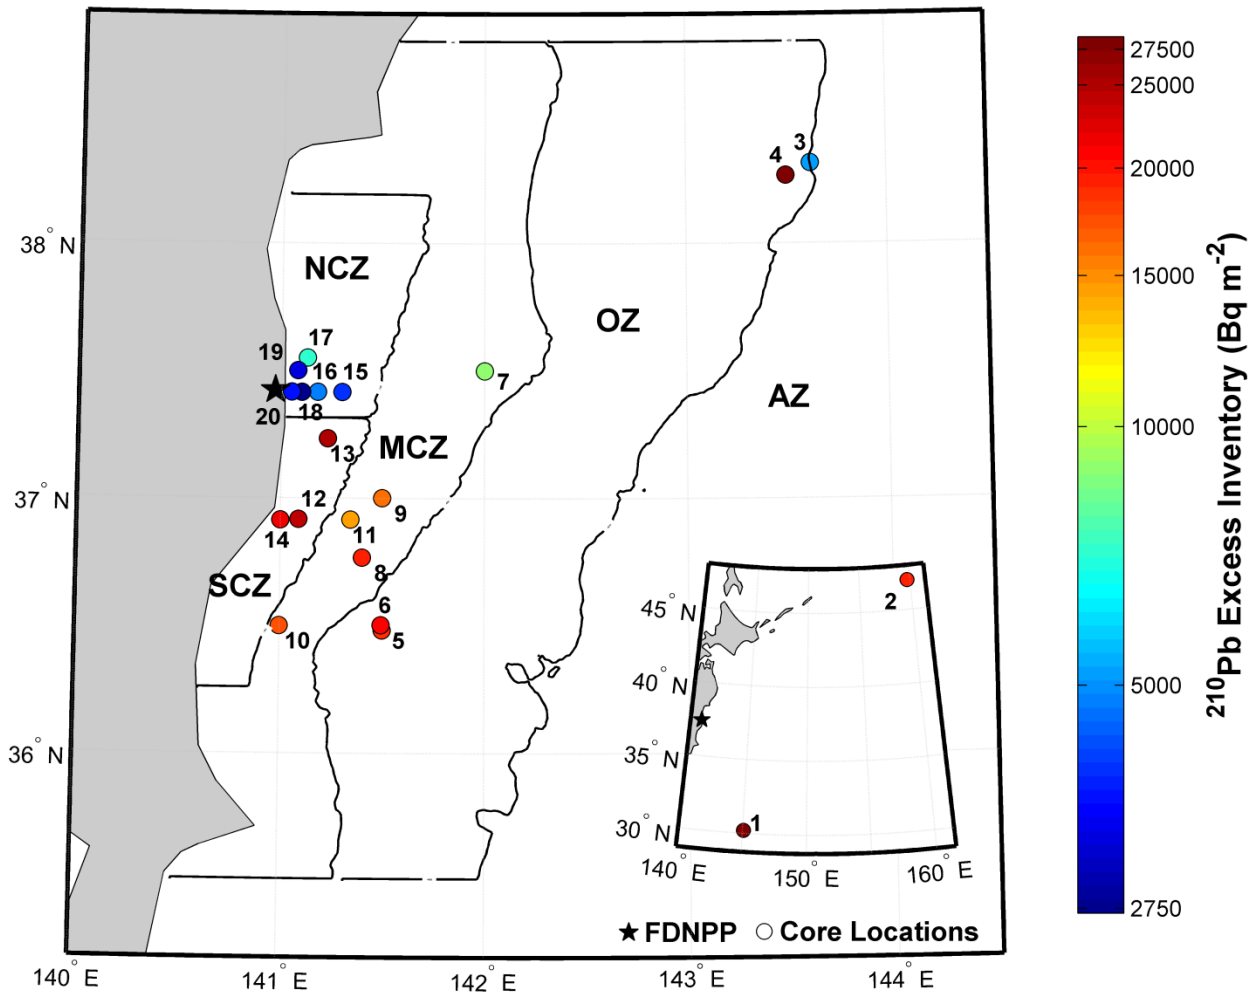 27500
25000
20000
15000
10000
5000
2750
²¹⁰Pb Excess Inventory (Bq m⁻²)
38° N
37° N
36° N
140° E
141° E
142° E
143° E
144° E
NCZ
MCZ
SCZ
OZ
AZ
3
4
17
19
16
15
18
20
7
13
12
14
9
11
8
6
5
10
45° N
40° N
35° N
30° N
140° E
150° E
160° E
2
1
FDNPP
Core Locations